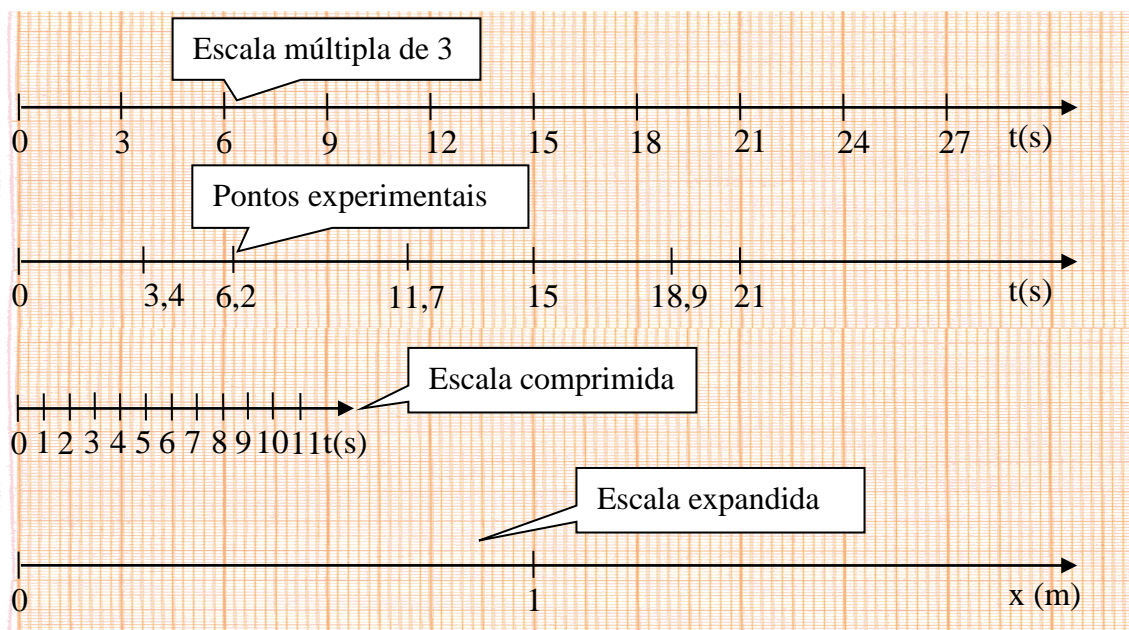 Escala múltipla de 3
0 3 6 9 12 15 18 21 24 27 t(s)
Pontos experimentais
0 3,4 6,2 11,7 15 18,9 21 t(s)
Escala comprimida
0 1 2 3 4 5 6 7 8 9 10 11 t(s)
Escala expandida
0 1 x (m)